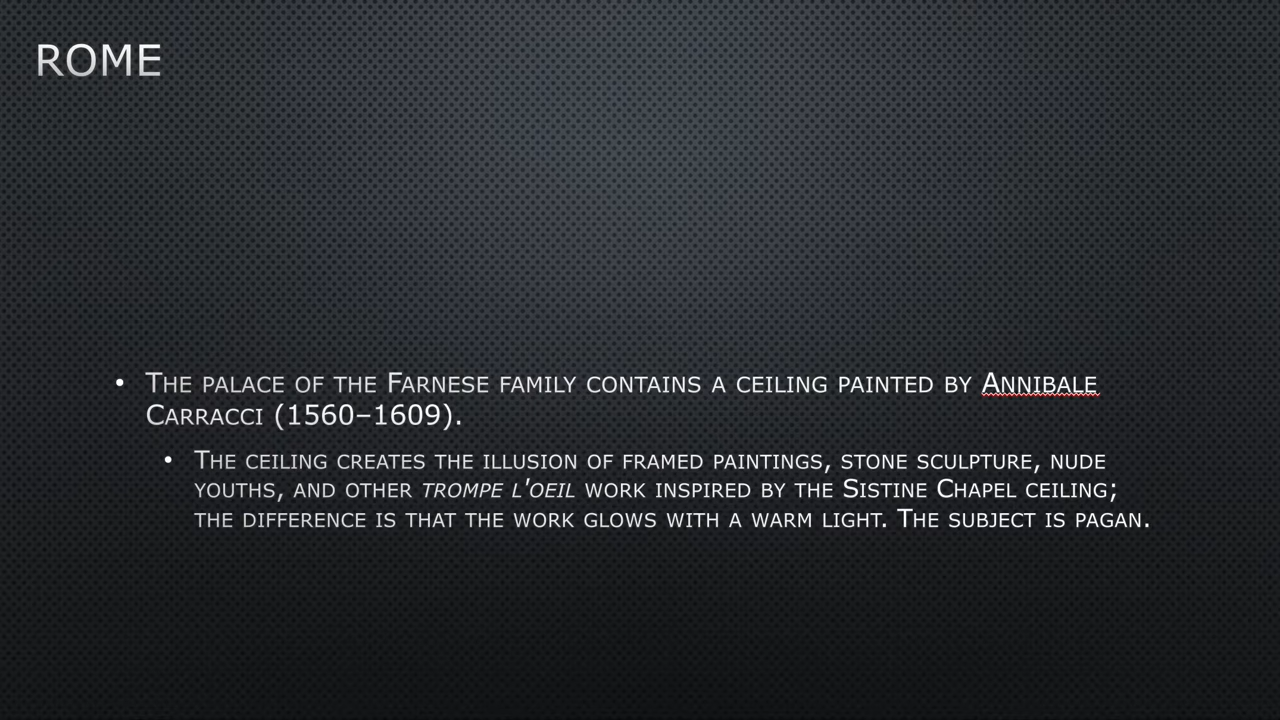 ROME
• The palace of the Farnese family contains a ceiling painted by Annibale
Carracci (1560–1609).
• The ceiling creates the illusion of framed paintings, stone sculpture, nude
youths, and other trompe l'oeil work inspired by the Sistine Chapel ceiling;
the difference is that the work glows with a warm light. The subject is pagan.